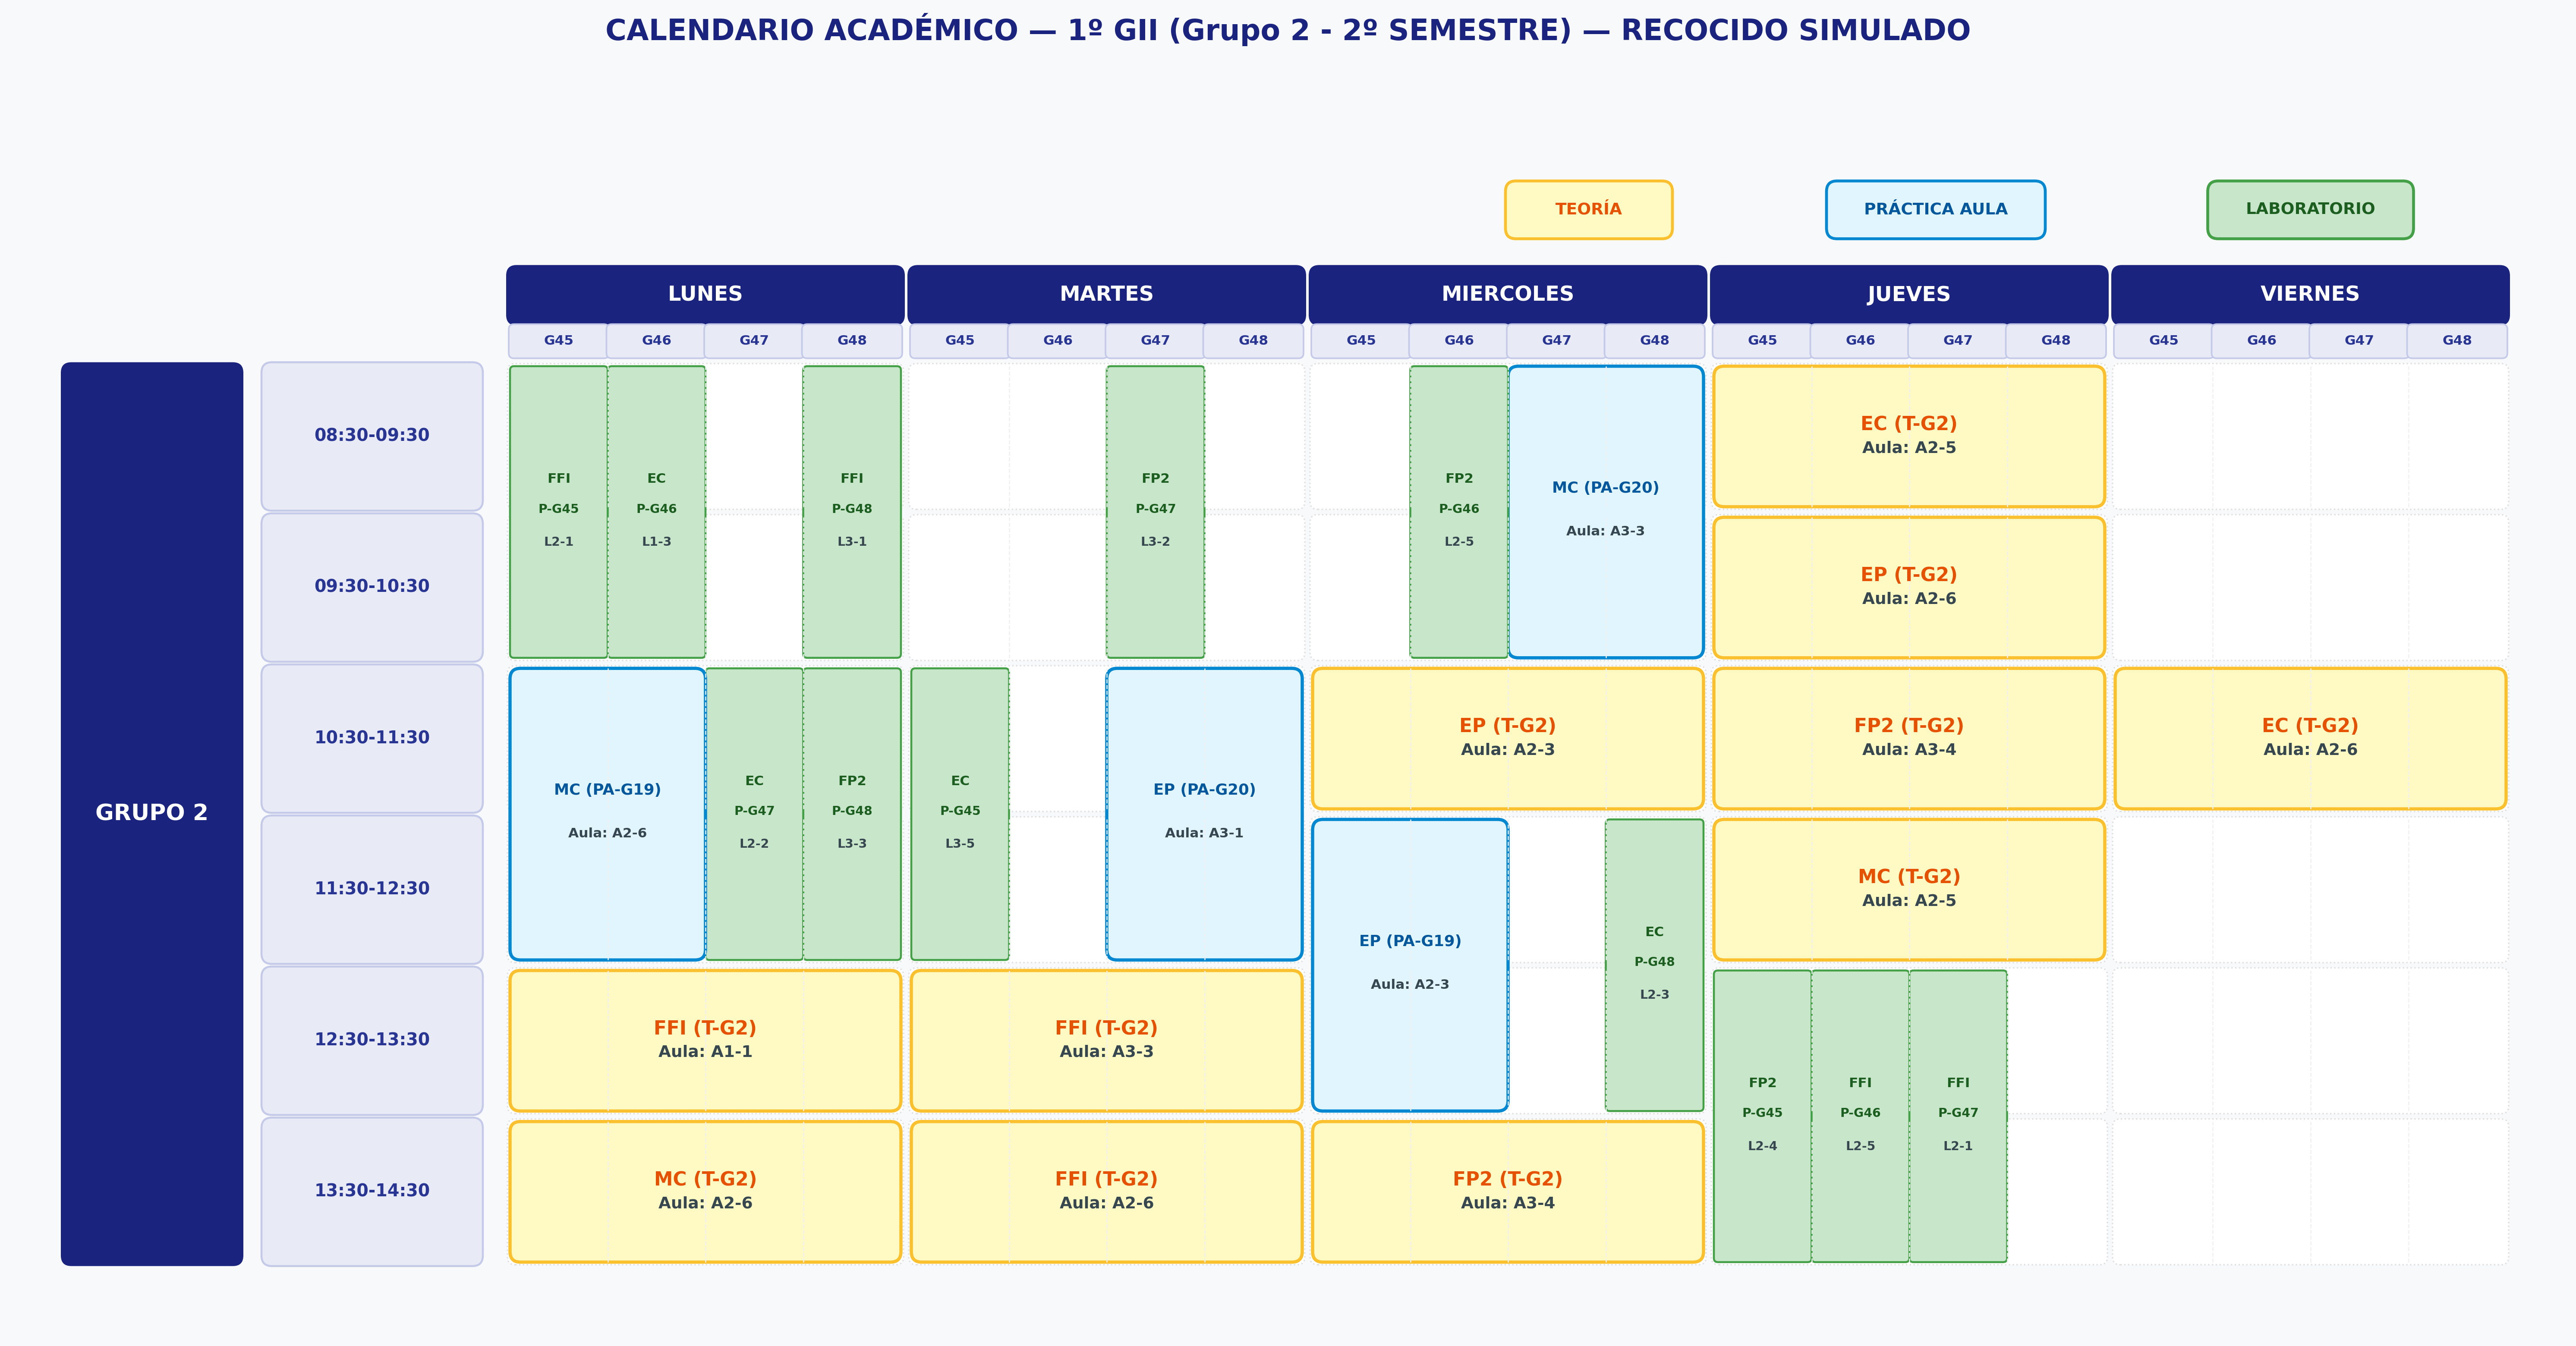 CALENDARIO ACADÉMICO — 1º GII (Grupo 2 - 2º SEMESTRE) — RECOCIDO SIMULADO
TEORÍA
PRÁCTICA AULA
LABORATORIO
LUNES
MARTES
MIERCOLES
JUEVES
VIERNES
G45 G46 G47 G48
G45 G46 G47 G48
G45 G46 G47 G48
G45 G46 G47 G48
G45 G46 G47 G48
GRUPO 2
08:30-09:30
09:30-10:30
10:30-11:30
11:30-12:30
12:30-13:30
13:30-14:30
FFI
P-G45
L2-1
EC
P-G46
L1-3
FFI
P-G48
L3-1
MC (PA-G19)
Aula: A2-6
EC
P-G47
L2-2
FP2
P-G48
L3-3
FFI (T-G2)
Aula: A1-1
MC (T-G2)
Aula: A2-6
FP2
P-G47
L3-2
EC
P-G45
L3-5
EP (PA-G20)
Aula: A3-1
FFI (T-G2)
Aula: A3-3
FFI (T-G2)
Aula: A2-6
FP2
P-G46
L2-5
MC (PA-G20)
Aula: A3-3
EP (T-G2)
Aula: A2-3
EP (PA-G19)
Aula: A2-3
EC
P-G48
L2-3
FP2 (T-G2)
Aula: A3-4
EC (T-G2)
Aula: A2-5
EP (T-G2)
Aula: A2-6
FP2 (T-G2)
Aula: A3-4
MC (T-G2)
Aula: A2-5
FP2
P-G45
L2-4
FFI
P-G46
L2-5
FFI
P-G47
L2-1
EC (T-G2)
Aula: A2-6